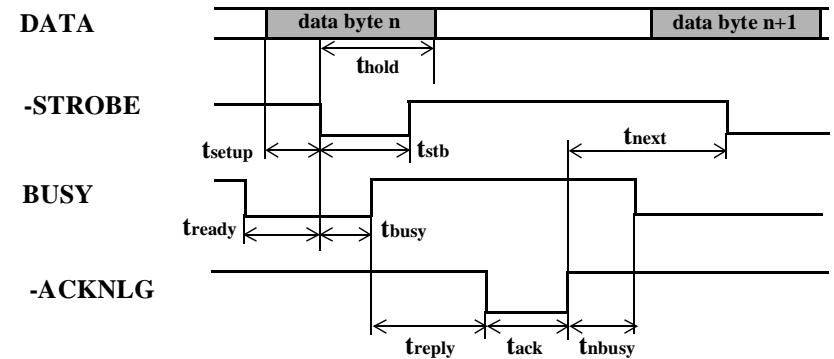 DATA data byte n data byte n+1
thold
-STROBE
tsetup tstb tnext
BUSY
tready tbusy
-ACKNLG
treply tack tnbusy